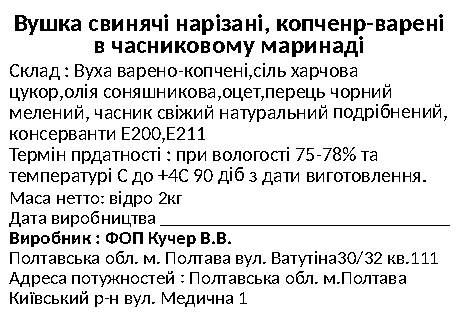 Вушка свинячі нарізані, копченр-варені
в часниковому маринаді
Склад : Вуха варено-копчені,сіль харчова
цукор,олія соняшникова,оцет,перець чорний
мелений, часник свіжий натуральний подрібнений,
консерванти Е200,Е211
Термін прдатності : при вологості 75-78% та
температурі С до +4С 90 діб з дати виготовлення.
Маса нетто: відро 2кг
Дата виробництва
Виробник : ФОП Кучер В.В.
Полтавська обл. м. Полтава вул. Ватутіна30/32 кв.111
Адреса потужностей : Полтавська обл. м.Полтава
Київський р-н вул. Медична 1